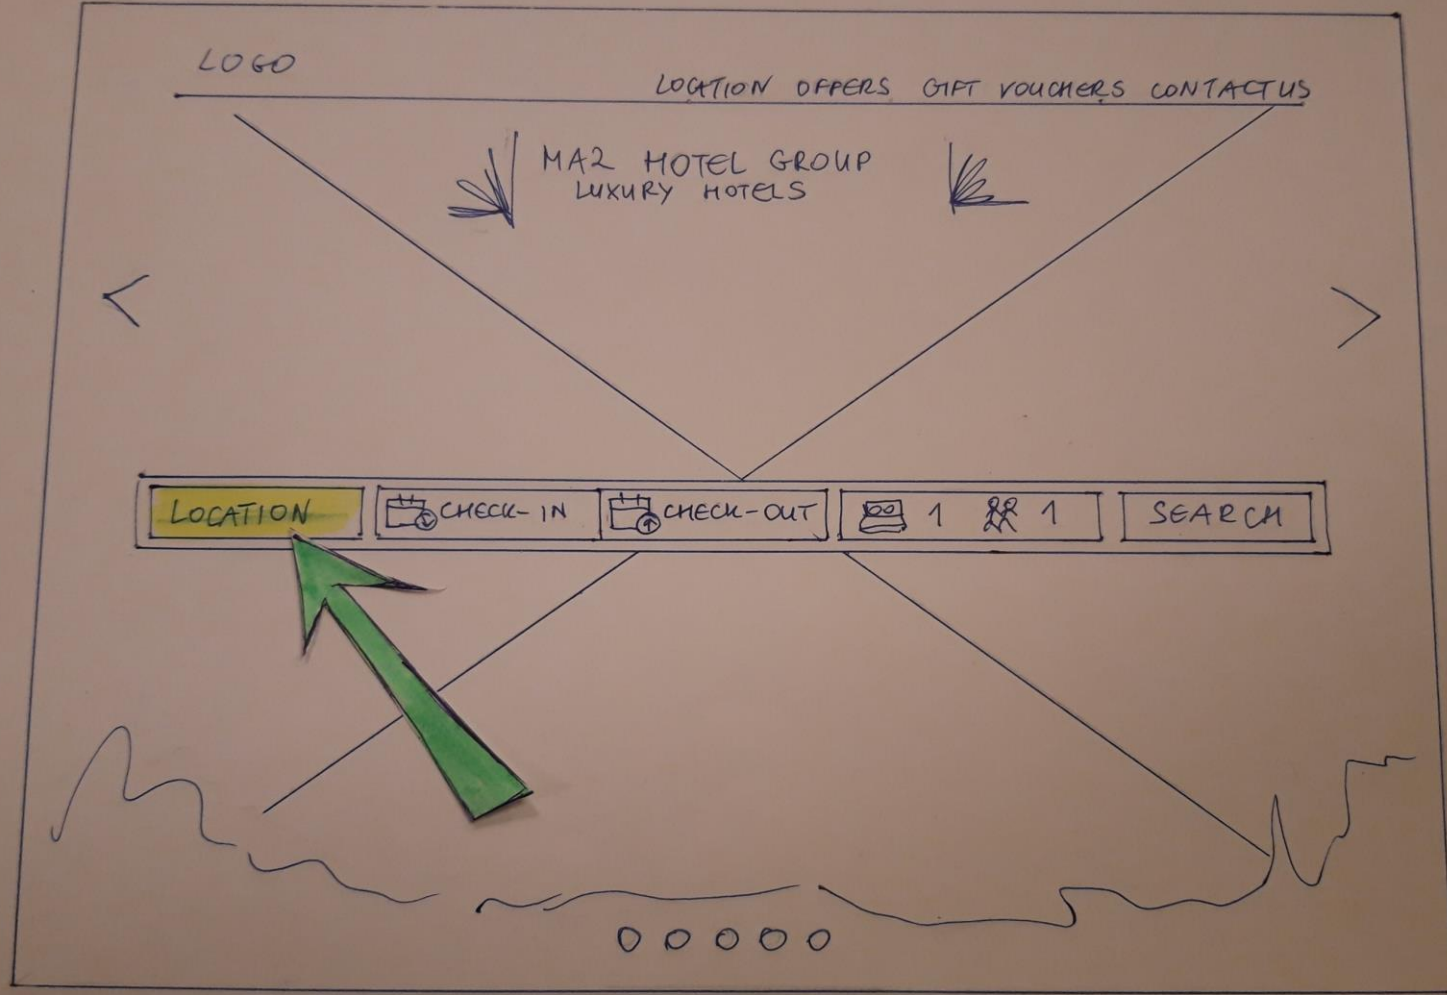 LOGO
LOCATION OFFERS GIFT VOUCHERS CONTACT US
MA2 HOTEL GROUP
LUXURY HOTELS
LOCATION CHECK-IN CHECK-OUT 1 1 SEARCH